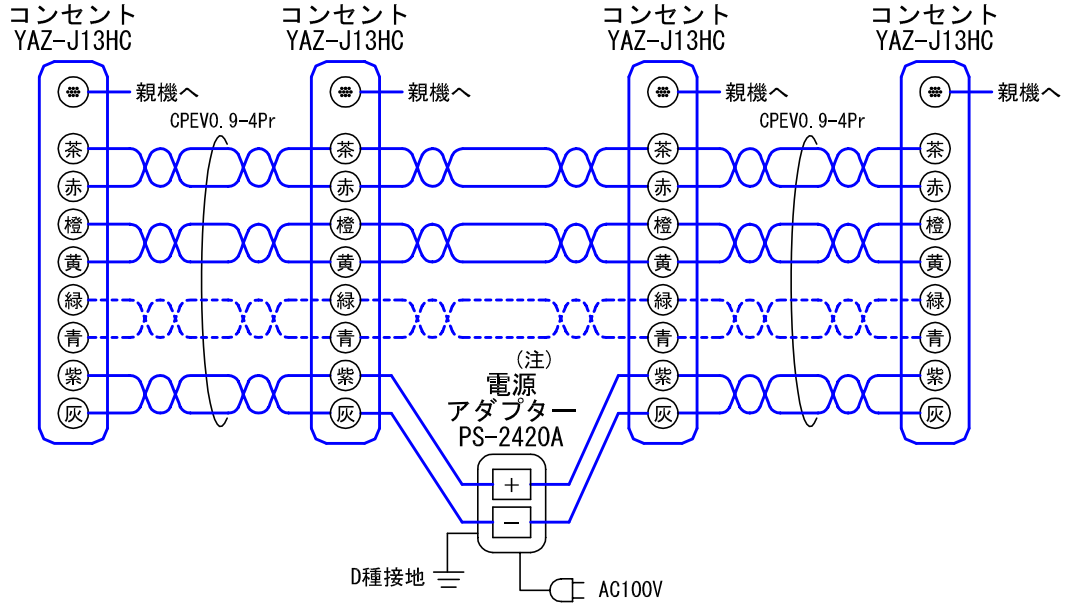 コンセント
YAZ-J13HC
コンセント
YAZ-J13HC
コンセント
YAZ-J13HC
コンセント
YAZ-J13HC
親機へ
親機へ
親機へ
親機へ
CPEV0.9-4Pr
CPEV0.9-4Pr
茶
茶
茶
茶
赤
赤
赤
赤
橙
橙
橙
橙
黄
黄
黄
黄
緑
緑
緑
緑
青
青
青
青
紫
紫
紫
紫
灰
灰
灰
灰
(注)
電源
アダプター
PS-2420A
+
−
D種接地
AC100V